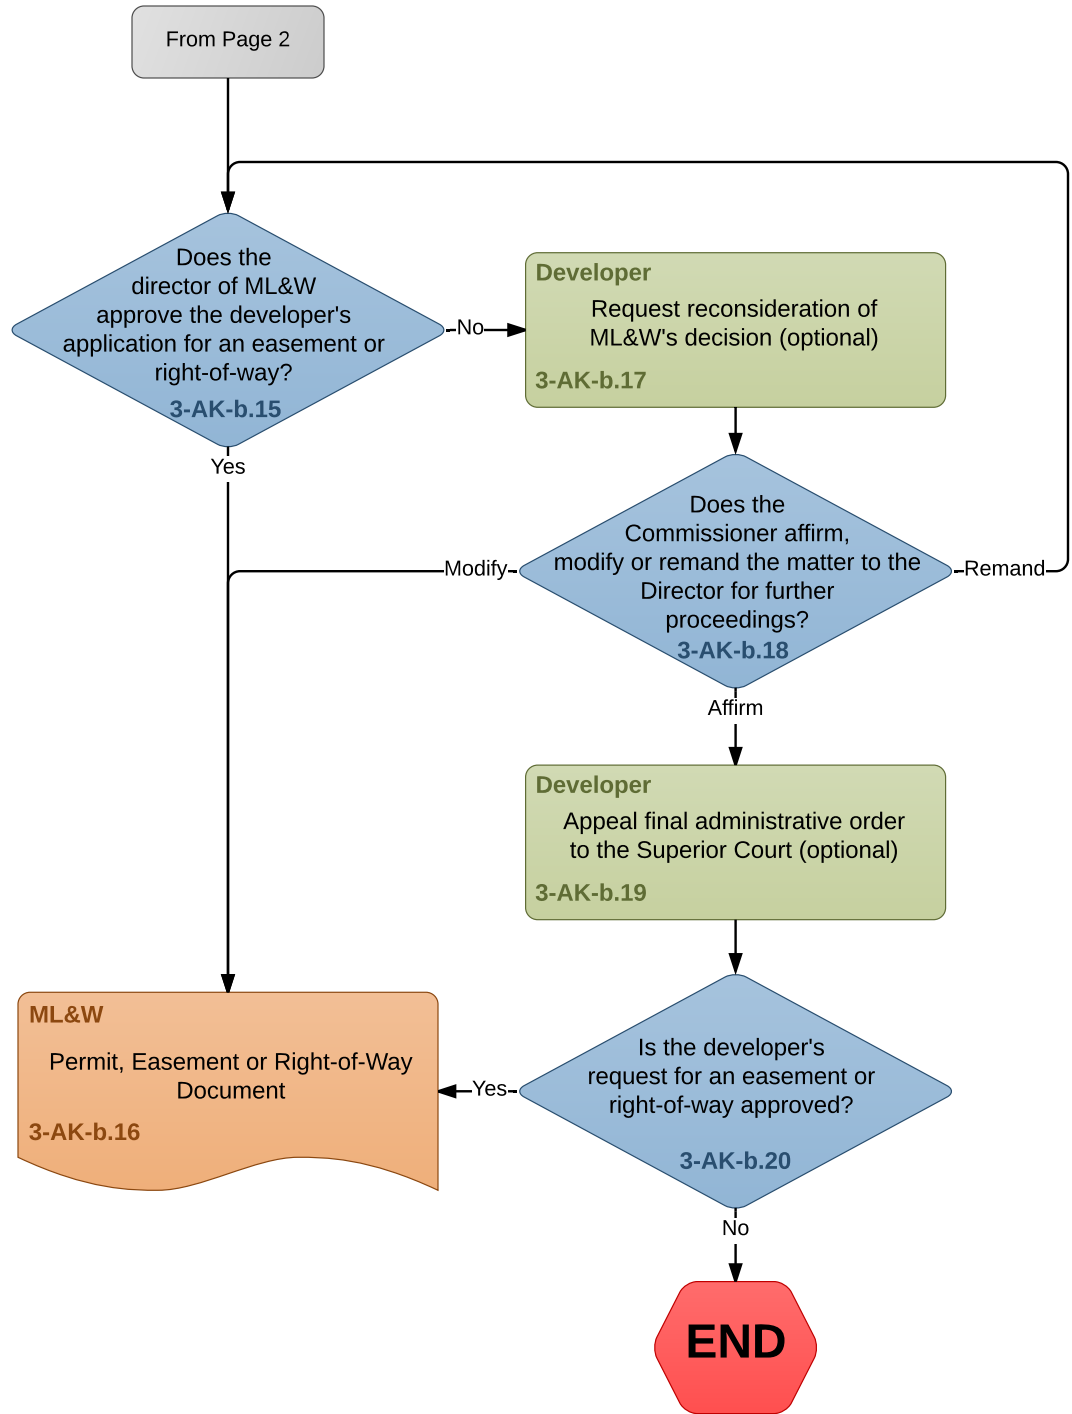 From Page 2
Does the
director of ML&W
approve the developer's
application for an easement or
right-of-way?
3-AK-b.15
No
Yes
Developer
Request reconsideration of
ML&W's decision (optional)
3-AK-b.17
Does the
Commissioner affirm,
modify or remand the matter to the
Director for further
proceedings?
3-AK-b.18
Modify
Remand
Affirm
Developer
Appeal final administrative order
to the Superior Court (optional)
3-AK-b.19
ML&W
Permit, Easement or Right-of-Way
Document
3-AK-b.16
Is the developer's
request for an easement or
right-of-way approved?
3-AK-b.20
Yes
No
END